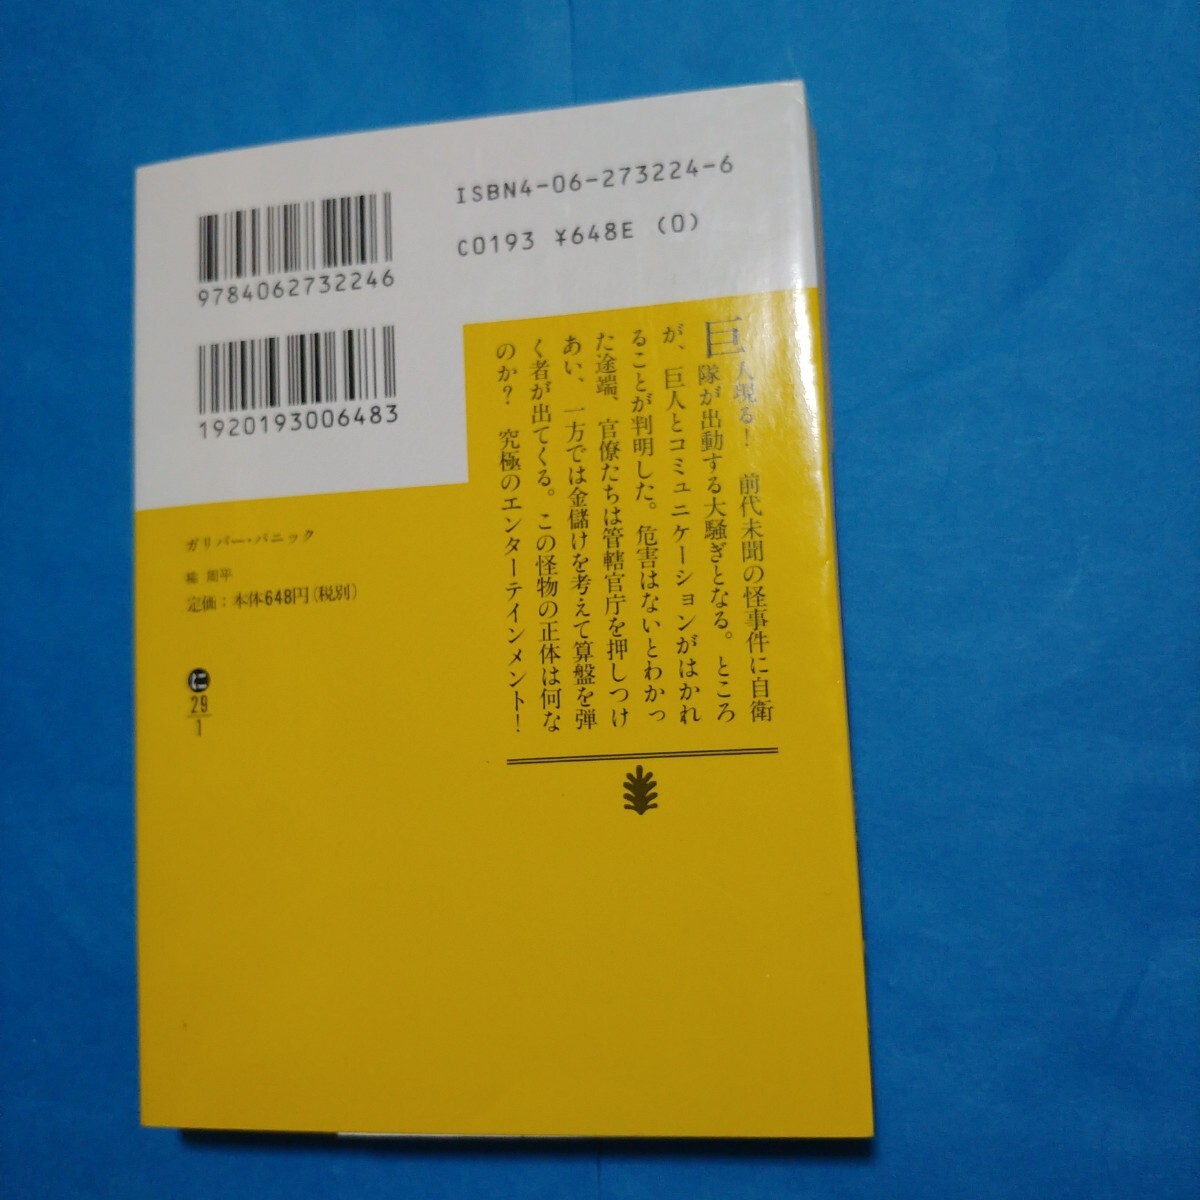 ISBN4-06-273224-6
C0193 ¥648E (0)
9784062732246
1920193006483
巨人現る! 前代未聞の怪事件に自衛
隊が出動する大騒ぎとなる。ところ
が、巨人とコミュニケーションがはかれ
ることが判明した。危害はないとわかっ
た途端、官僚たちは管轄官庁を押しつけ
あい、一方では金儲けを考えて算盤を弾
く者が出てくる。この怪物の正体は何な
のか? 究極のエンターテインメント!
ガリバー・パニック
楡 周平
定価:本体648円(税別)
に
29
1